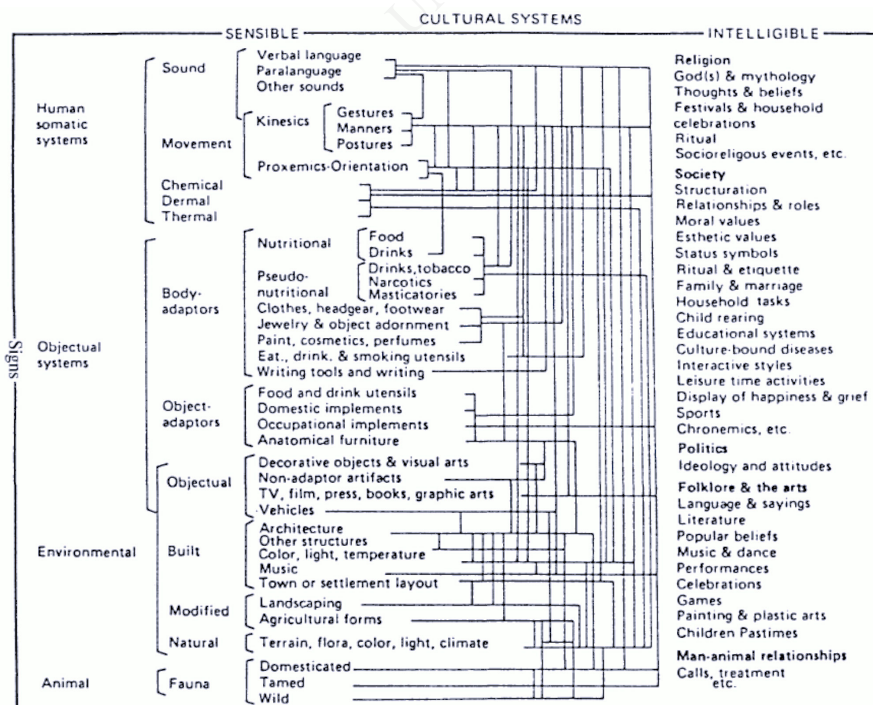 CULTURAL SYSTEMS
SENSIBLE
INTELLIGIBLE
Signs
Human
somatic
systems
Sound
Verbal language
Paralanguage
Other sounds
Movement
Kinesics
Gestures
Manners
Postures
Proxemics-Orientation
Chemical
Dermal
Thermal
Objectual
systems
Body-
adaptors
Nutritional
Food
Drinks
Pseudo-
nutritional
Drinks,tobacco
Narcotics
Masticatories
Clothes, headgear, footwear
Jewelry & object adornment
Paint, cosmetics, perfumes
Eat., drink. & smoking utensils
Writing tools and writing
Object-
adaptors
Food and drink utensils
Domestic implements
Occupational implements
Anatomical furniture
Environmental
Objectual
Decorative objects & visual arts
Non-adaptor artifacts
TV, film, press, books, graphic arts
Vehicles
Built
Architecture
Other structures
Color, light, temperature
Music
Town or settlement layout
Modified
Landscaping
Agricultural forms
Natural
Terrain, flora, color, light, climate
Animal
Fauna
Domesticated
Tamed
Wild
Religion
God(s) & mythology
Thoughts & beliefs
Festivals & household
celebrations
Ritual
Socioreligous events, etc.
Society
Structuration
Relationships & roles
Moral values
Esthetic values
Status symbols
Ritual & etiquette
Family & marriage
Household tasks
Child rearing
Educational systems
Culture-bound diseases
Interactive styles
Leisure time activities
Display of happiness & grief
Sports
Chronemics, etc.
Politics
Ideology and attitudes
Folklore & the arts
Language & sayings
Literature
Popular beliefs
Music & dance
Performances
Celebrations
Games
Painting & plastic arts
Children Pastimes
Man-animal relationships
Calls, treatment
etc.